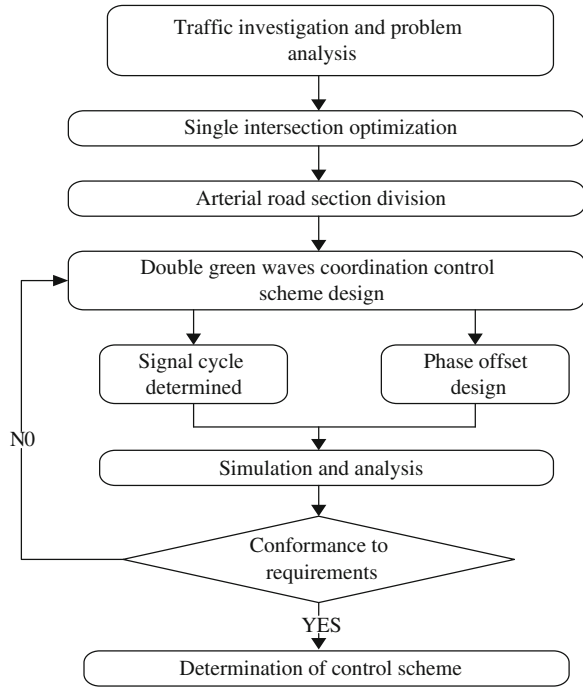 Traffic investigation and problem
analysis
Single intersection optimization
Arterial road section division
Double green waves coordination control
scheme design
Signal cycle
determined
Phase offset
design
N0
Simulation and analysis
Conformance to
requirements
YES
Determination of control scheme